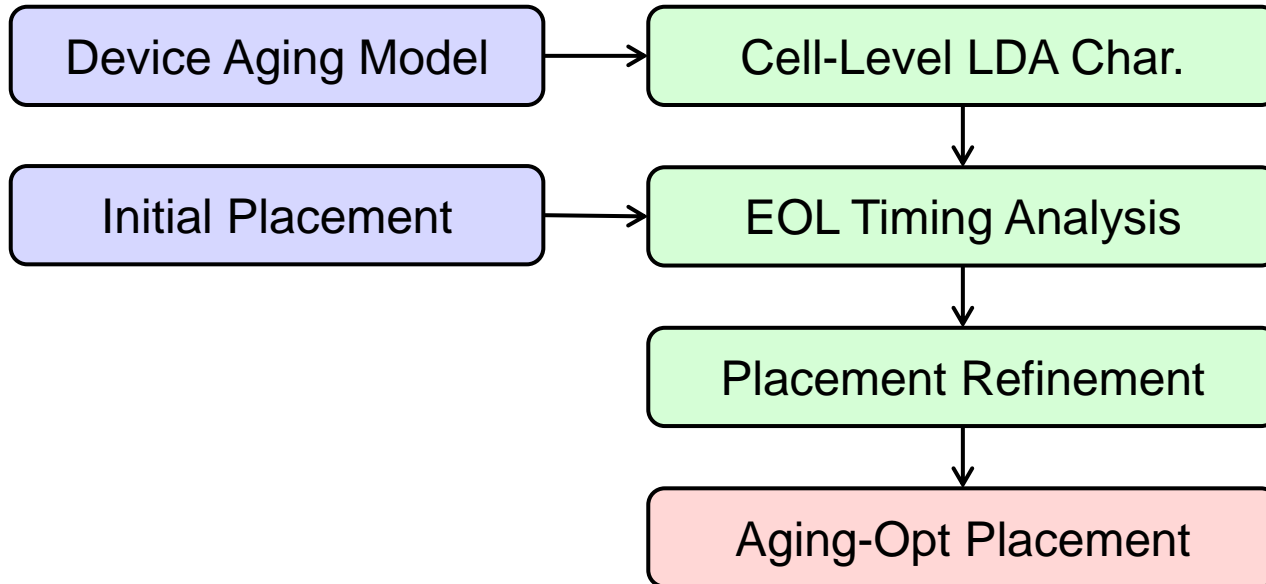 Device Aging Model
Cell-Level LDA Char.
Initial Placement
EOL Timing Analysis
Placement Refinement
Aging-Opt Placement